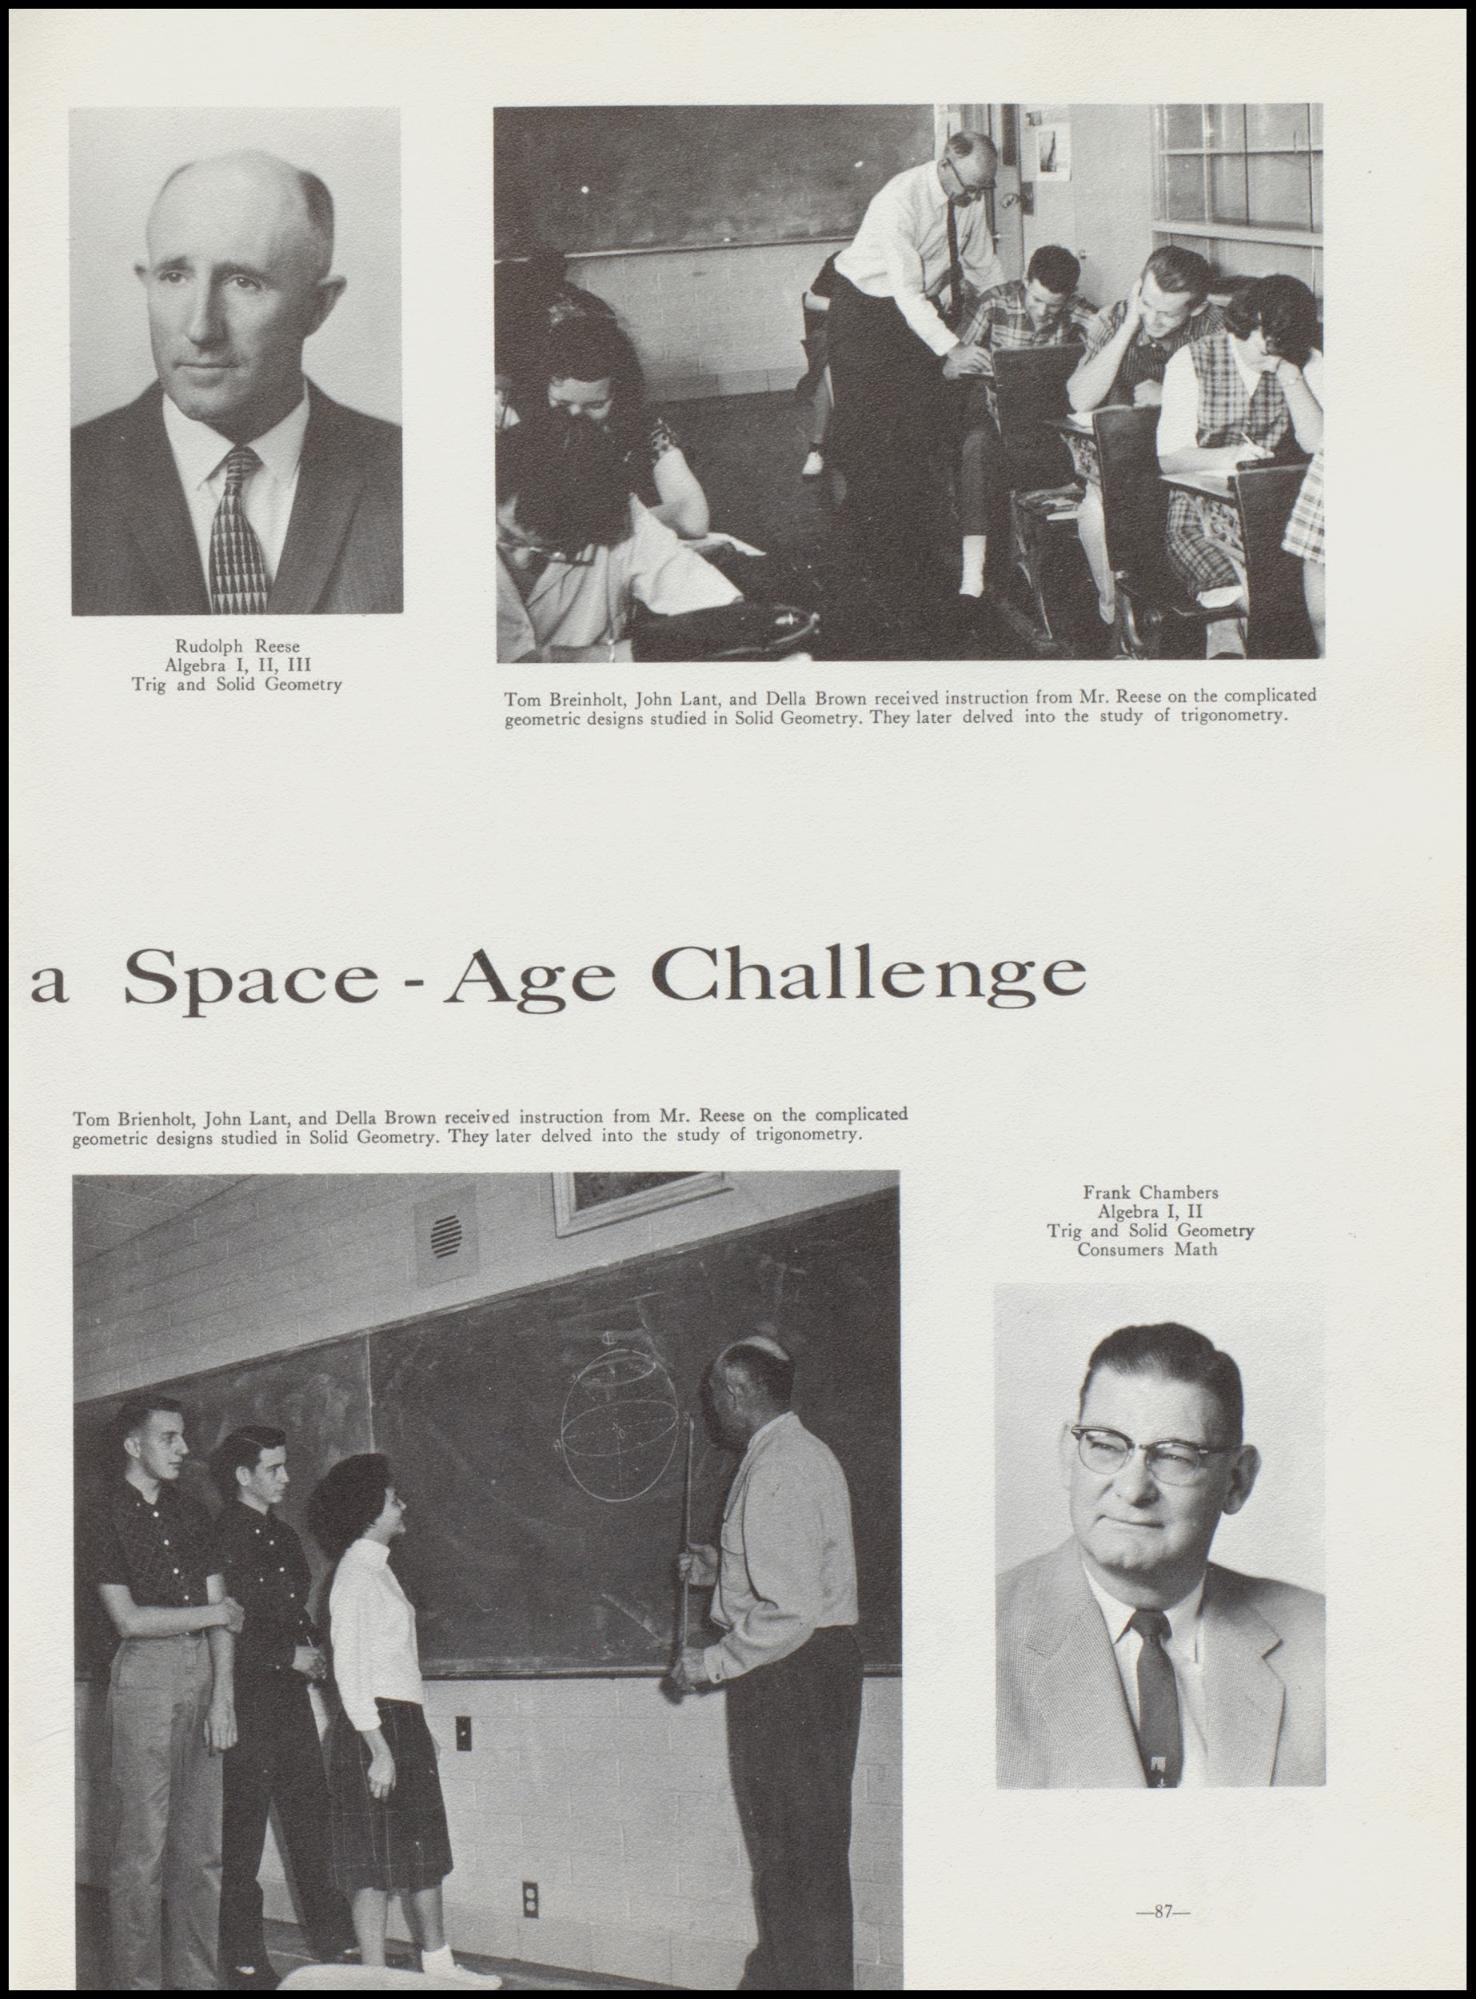 Rudolph Reese
Algebra I, II, III
Trig and Solid Geometry
Tom Breinholt, John Lant, and Della Brown received instruction from Mr. Reese on the complicated
geometric designs studied in Solid Geometry. They later delved into the study of trigonometry.
a Space - Age Challenge
Tom Brienholt, John Lant, and Della Brown received instruction from Mr. Reese on the complicated
geometric designs studied in Solid Geometry. They later delved into the study of trigonometry.
Frank Chambers
Algebra I, II
Trig and Solid Geometry
Consumers Math
—87—